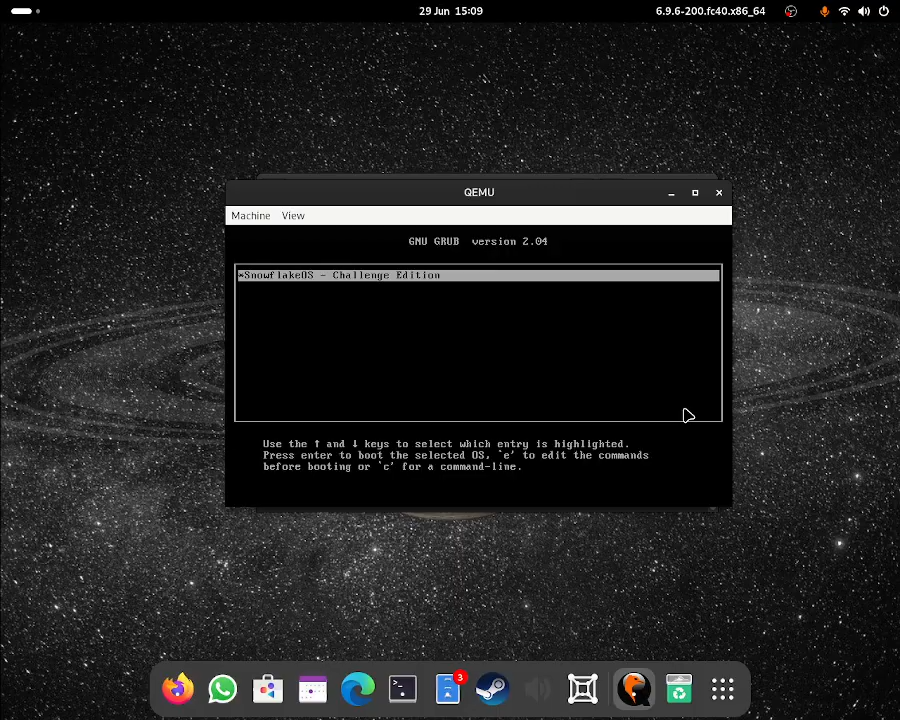 29 Jun 15:09
6.9.6-200.fc40.x86_64
QEMU
Machine View
GNU GRUB version 2.04
*SnowflakeOS - Challenge Edition
Use the ↑ and ↓ keys to select which entry is highlighted.
Press enter to boot the selected OS, `e' to edit the commands
before booting or `c' for a command-line.
3